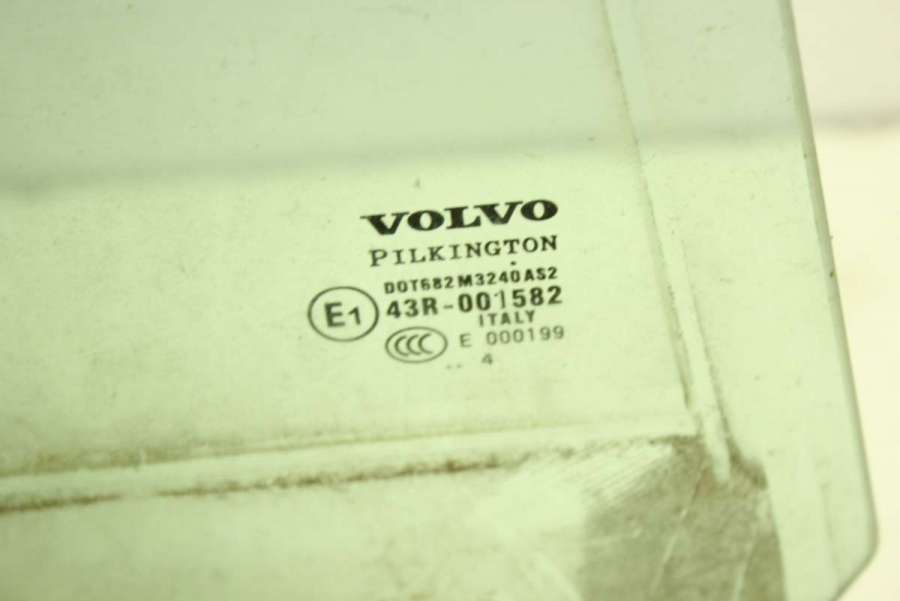 VOLVO
PILKINGTON
DOT682 M3240 AS2
E1 43R-001582
ITALY
CCC E 000199
.. 4